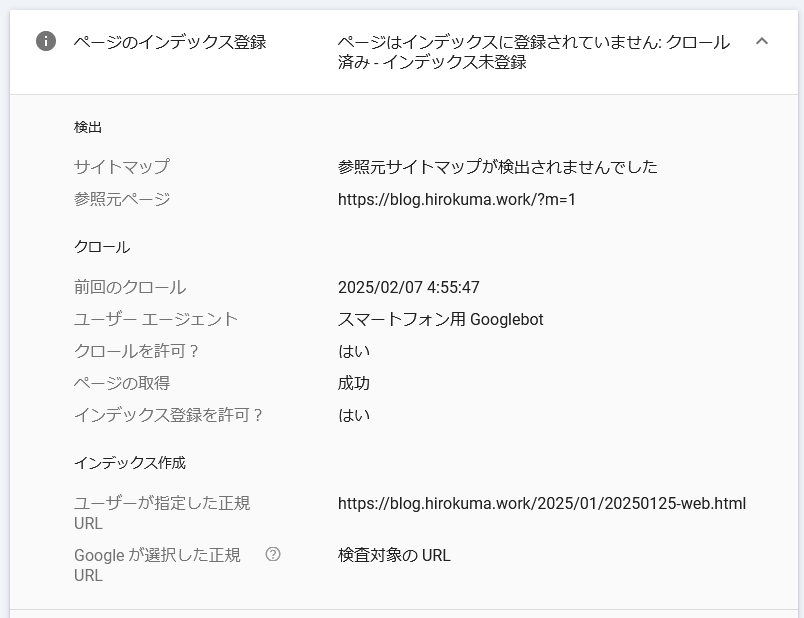 ページのインデックス登録
ページはインデックスに登録されていません: クロール
済み - インデックス未登録
検出
サイトマップ
参照元サイトマップが検出されませんでした
参照元ページ
https://blog.hirokuma.work/?m=1
クロール
前回のクロール
2025/02/07 4:55:47
ユーザー エージェント
スマートフォン用 Googlebot
クロールを許可？
はい
ページの取得
成功
インデックス登録を許可？
はい
インデックス作成
ユーザーが指定した正規
URL
https://blog.hirokuma.work/2025/01/20250125-web.html
Google が選択した正規
URL
検査対象の URL